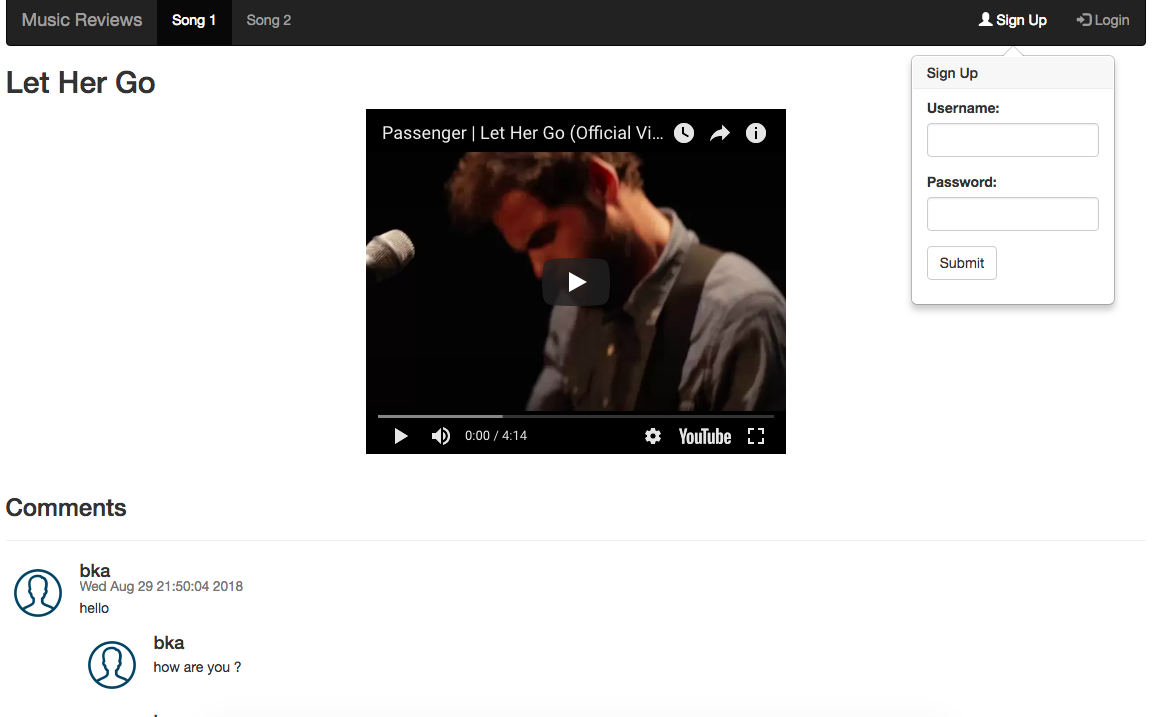 Music Reviews Song 1 Song 2 Sign Up Login
Sign Up
Username:
Password:
Submit
Let Her Go
Passenger | Let Her Go (Official Vi...
0:00 / 4:14 YouTube
Comments
bka
Wed Aug 29 21:50:04 2018
hello
bka
how are you ?